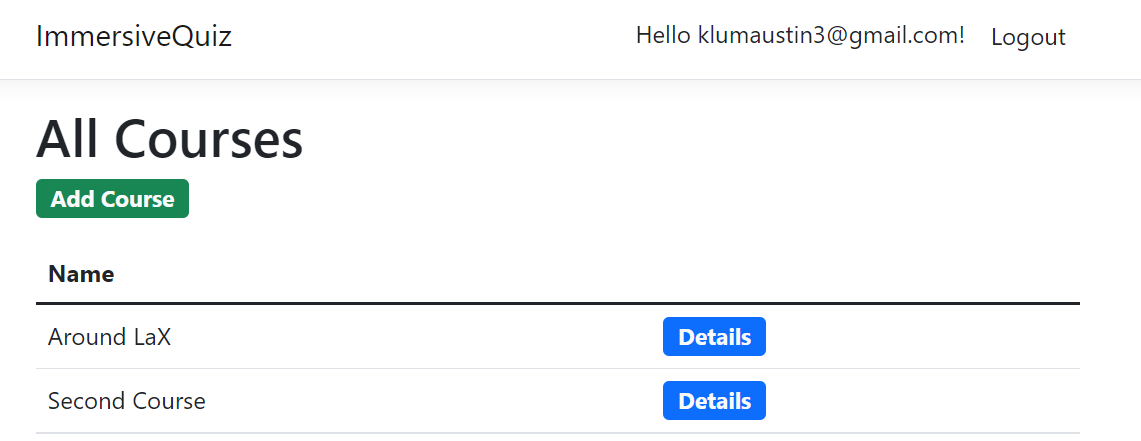 ImmersiveQuiz Hello klumaustin3@gmail.com! Logout
All Courses
Add Course
Name
Around LaX Details
Second Course Details